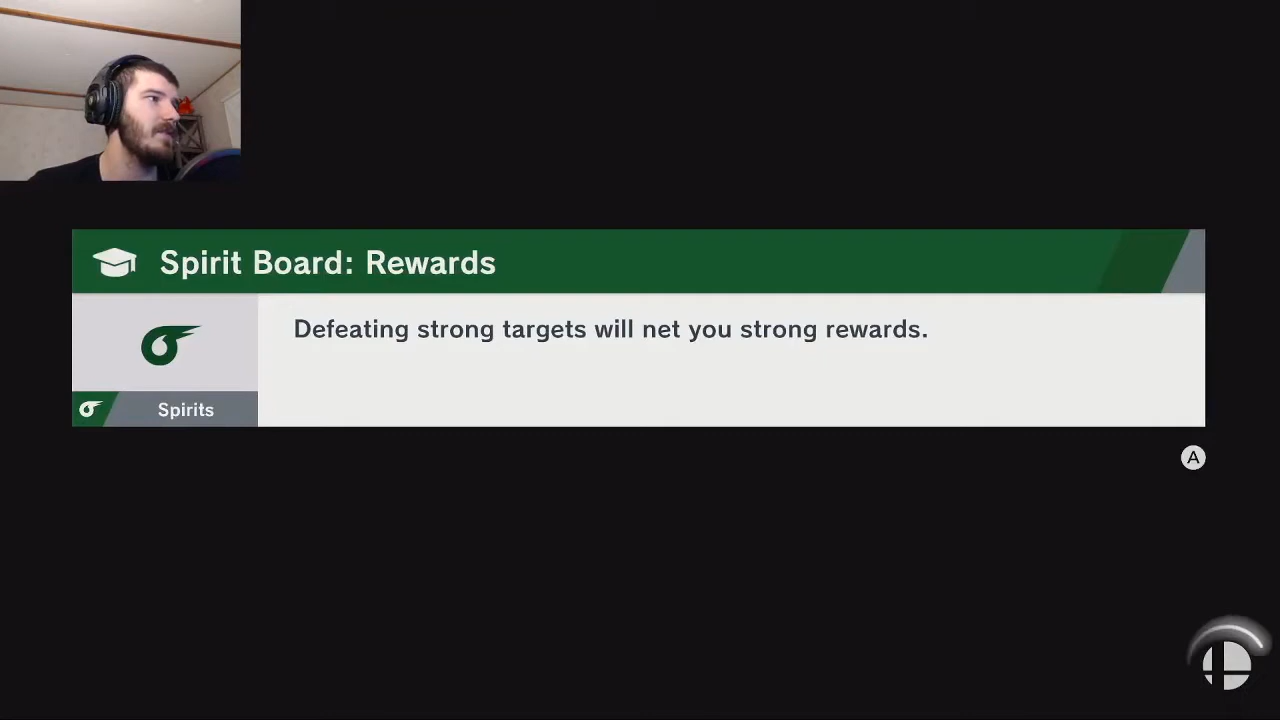 Spirit Board: Rewards
Defeating strong targets will net you strong rewards.
Spirits
A